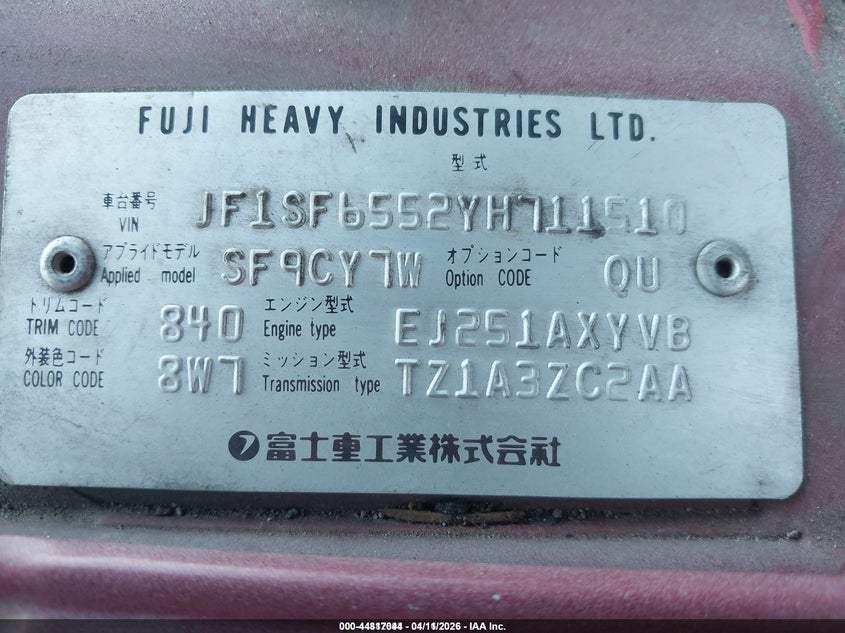 FUJI HEAVY INDUSTRIES LTD.
型式
車台番号 VIN JF1SF6552YH711510
アプライドモデル Applied model SF9CY7W オプションコード Option CODE QU
トリムコード TRIM CODE 840 エンジン型式 Engine type EJ251AXYVB
外装色コード COLOR CODE 8W7 ミッション型式 Transmission type TZ1A3ZC2AA
富士重工業株式会社
- IAA Inc.